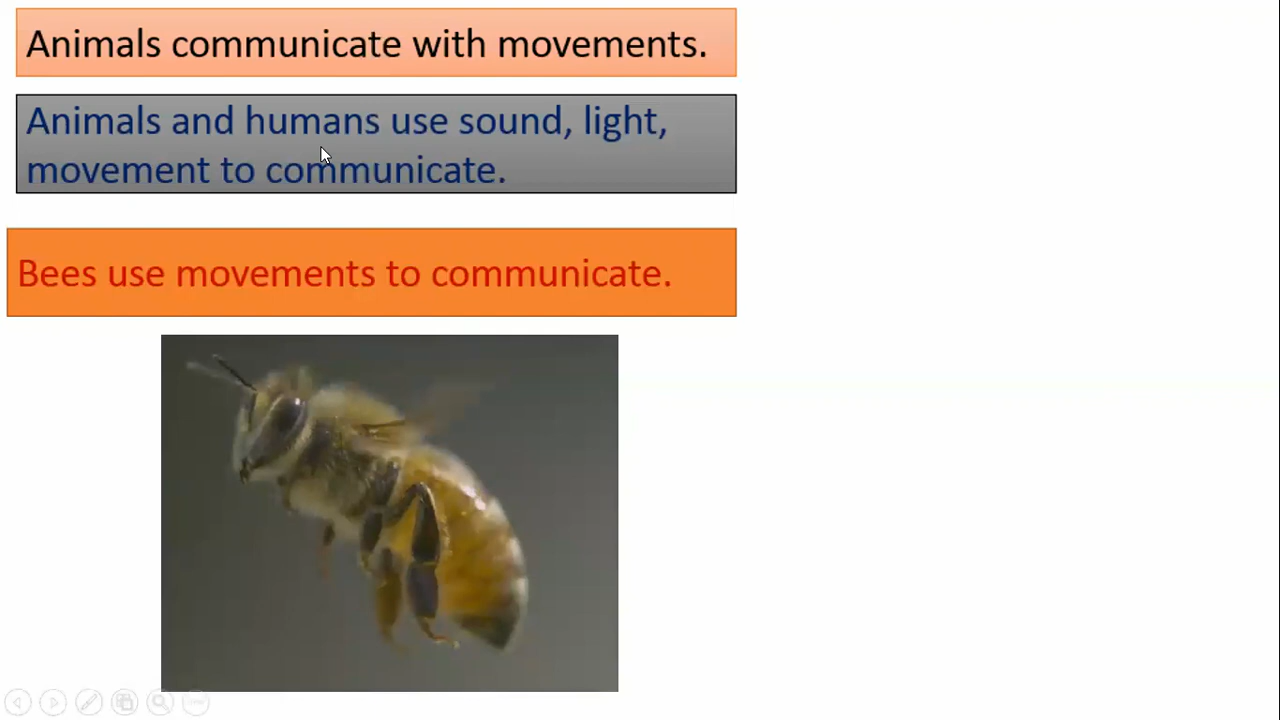 Animals communicate with movements.
Animals and humans use sound, light,
movement to communicate.
Bees use movements to communicate.